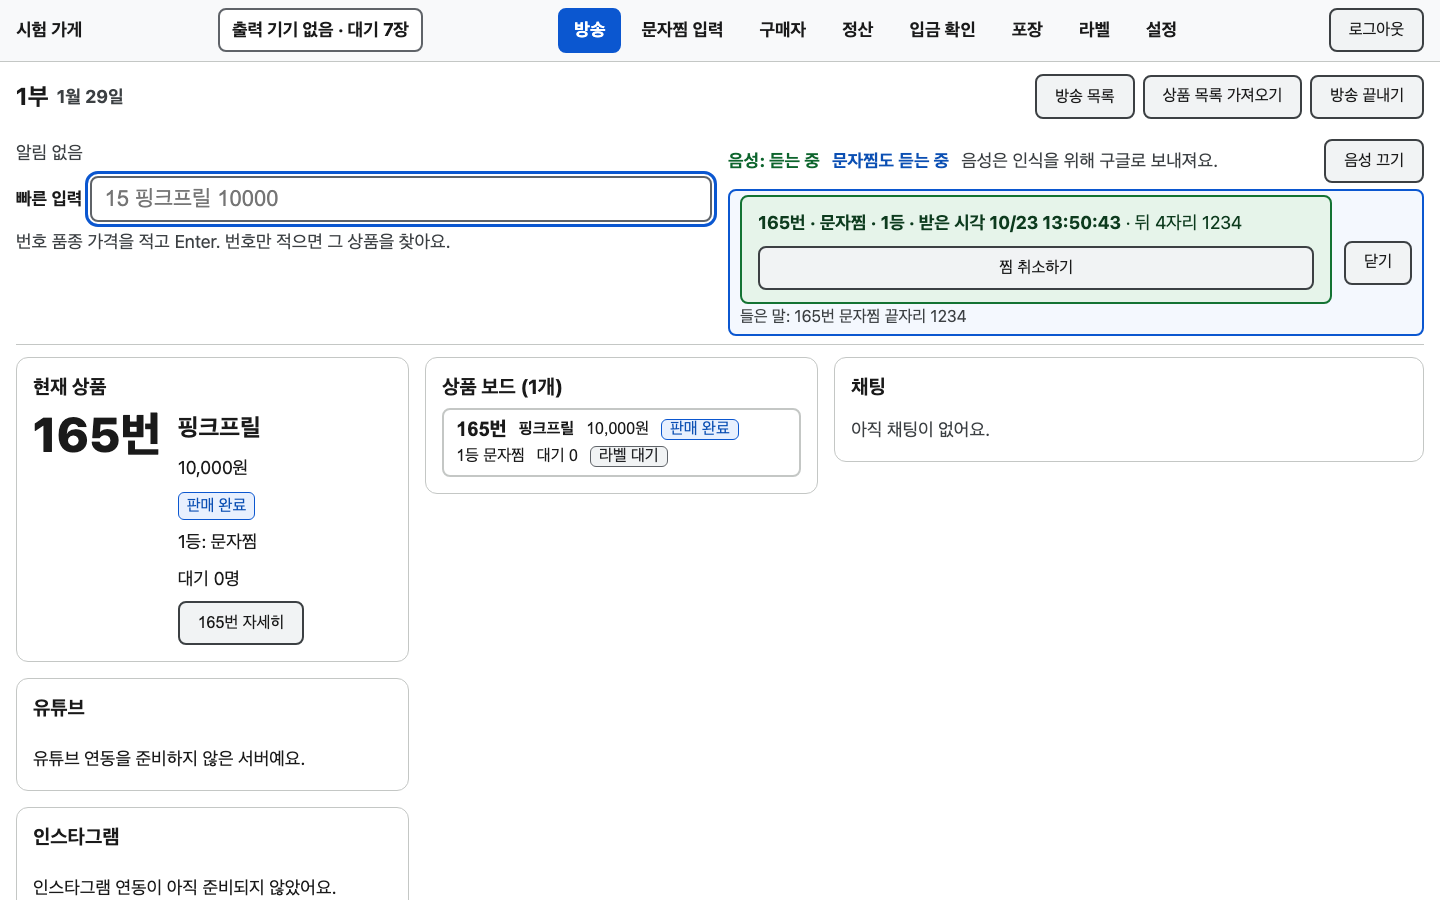 시험 가게
출력 기기 없음 · 대기 7장
방송
문자찜 입력
구매자
정산
입금 확인
포장
라벨
설정
로그아웃
1부 1월 29일
방송 목록
상품 목록 가져오기
방송 끝내기
알림 없음
빠른 입력
15 핑크프릴 10000
번호 품종 가격을 적고 Enter. 번호만 적으면 그 상품을 찾아요.
음성: 듣는 중 문자찜도 듣는 중 음성은 인식을 위해 구글로 보내져요.
음성 끄기
165번 · 문자찜 · 1등 · 받은 시각 10/23 13:50:43 · 뒤 4자리 1234
찜 취소하기
닫기
들은 말: 165번 문자찜 끝자리 1234
현재 상품
165번
핑크프릴
10,000원
판매 완료
1등: 문자찜
대기 0명
165번 자세히
상품 보드 (1개)
165번 핑크프릴 10,000원 판매 완료
1등 문자찜 대기 0 라벨 대기
채팅
아직 채팅이 없어요.
유튜브
유튜브 연동을 준비하지 않은 서버예요.
인스타그램
인스타그램 연동이 아직 준비되지 않았어요.